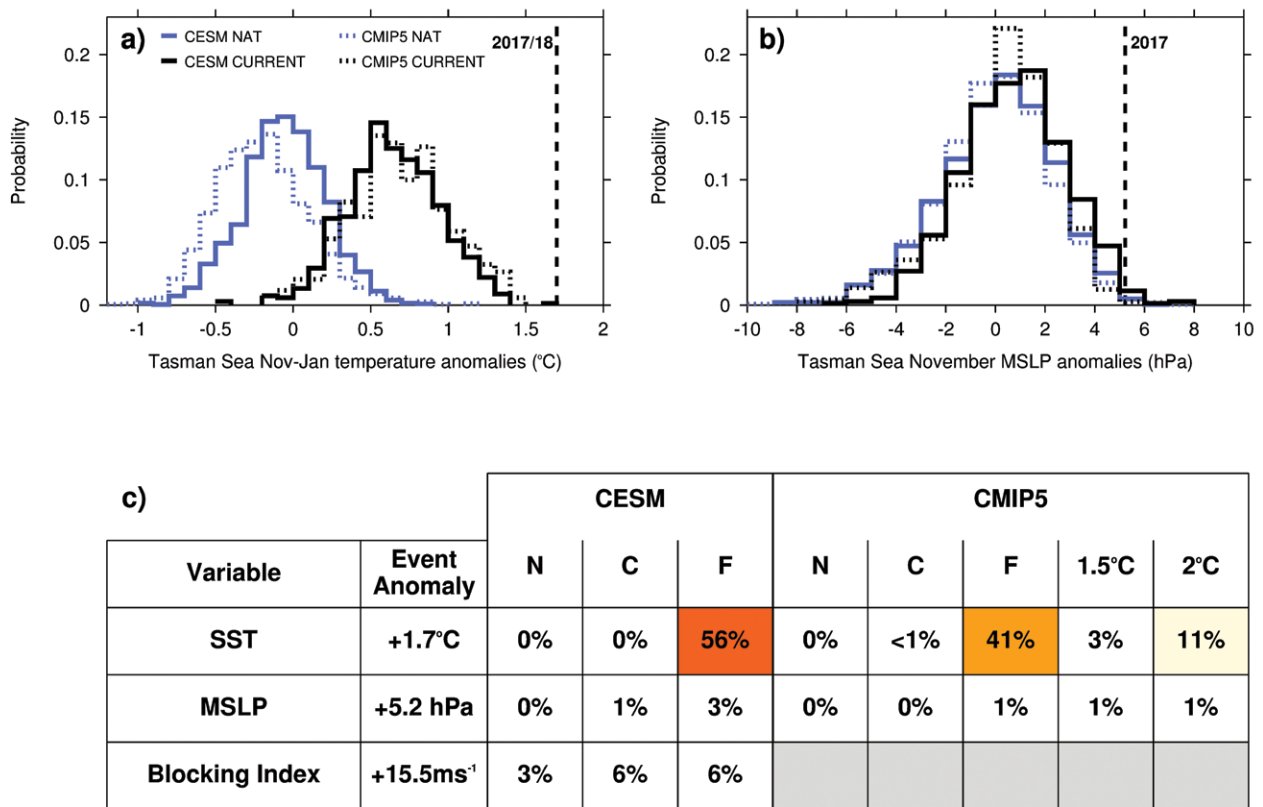 a)
CESM NAT
CMIP5 NAT
CESM CURRENT
CMIP5 CURRENT
2017/18
Probability
0.2
0.15
0.1
0.05
0
-1 -0.5 0 0.5 1 1.5 2
Tasman Sea Nov-Jan temperature anomalies (°C)
b)
2017
Probability
0.2
0.15
0.1
0.05
0
-10 -8 -6 -4 -2 0 2 4 6 8 10
Tasman Sea November MSLP anomalies (hPa)
c)
CESM CMIP5
Variable Event Anomaly N C F N C F 1.5°C 2°C
SST +1.7°C 0% 0% 56% 0% <1% 41% 3% 11%
MSLP +5.2 hPa 0% 1% 3% 0% 0% 1% 1% 1%
Blocking Index +15.5ms⁻¹ 3% 6% 6%